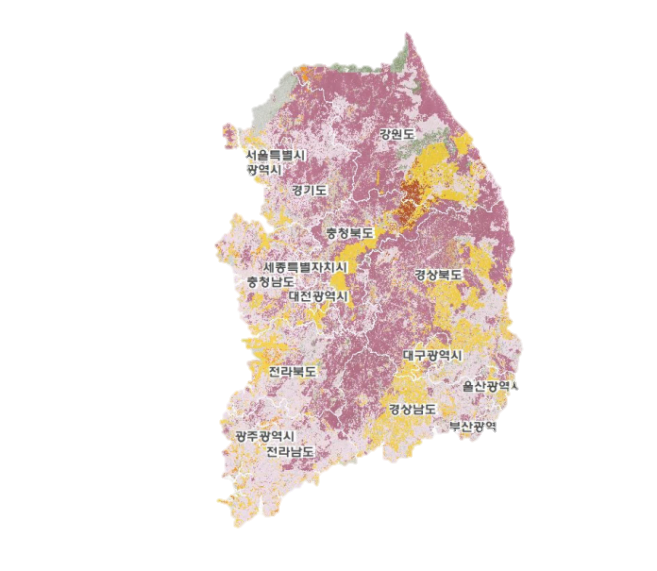 강원도
서울특별시
광역시
경기도
충청북도
세종특별자치시
충청남도
경상북도
대전광역시
대구광역시
전라북도
울산광역시
경상남도
부산광역
광주광역시
전라남도